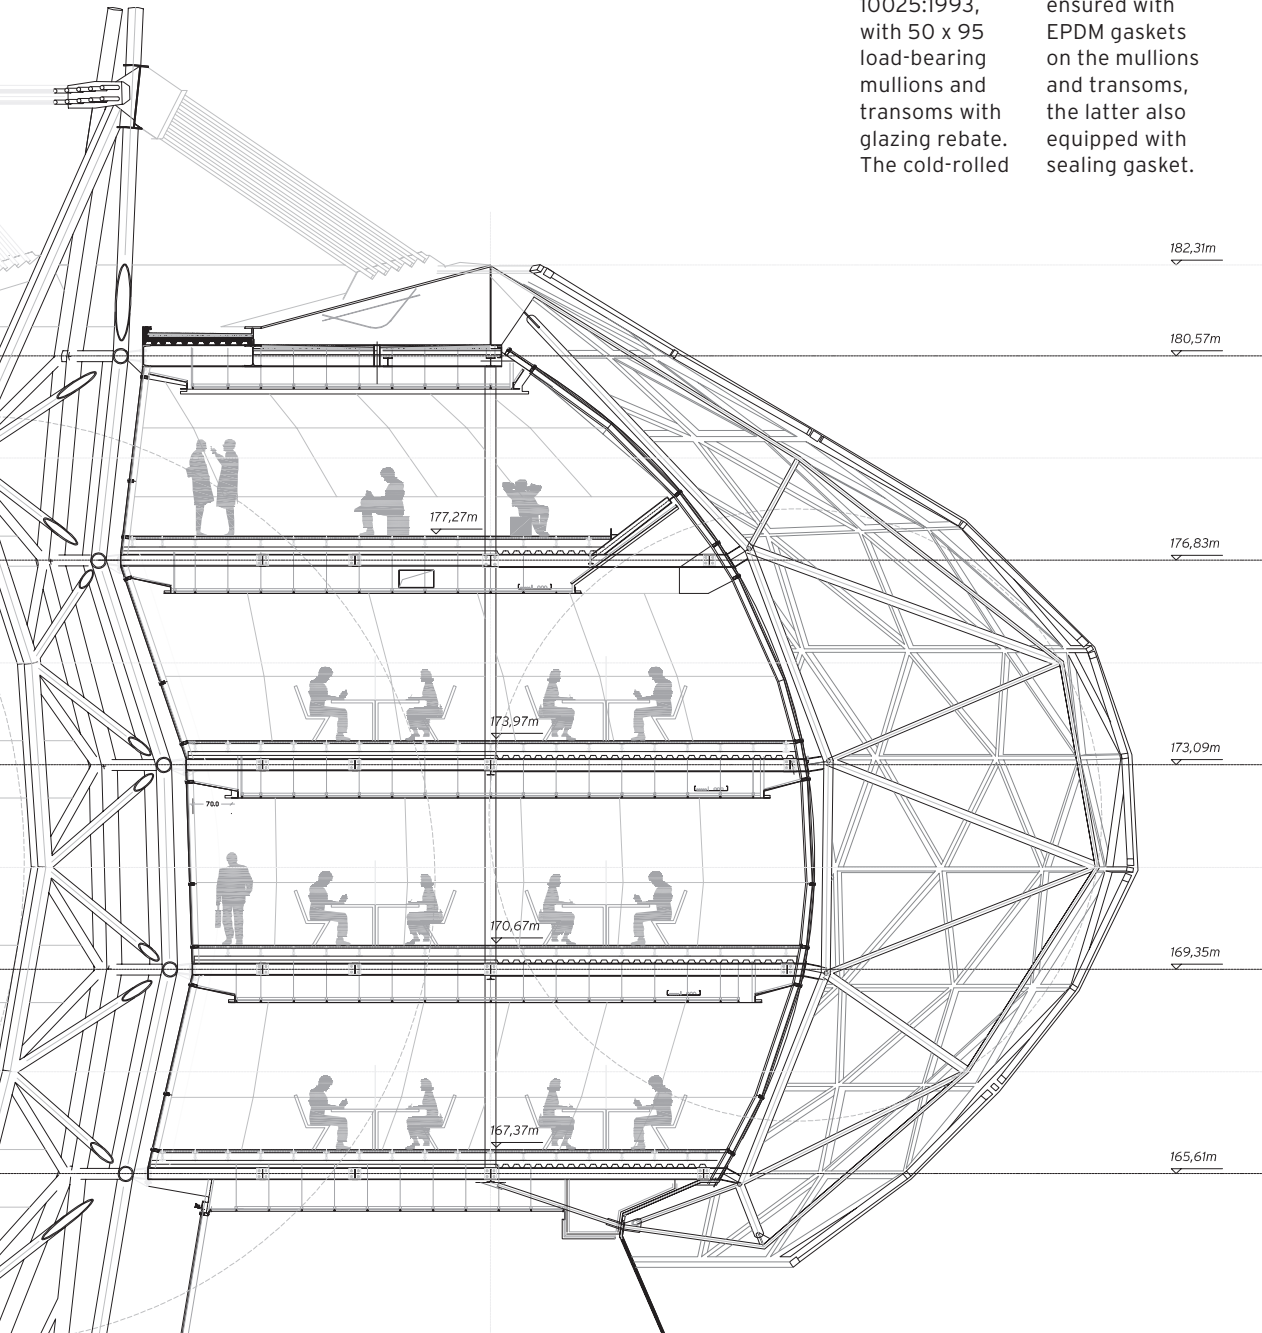 10025:1993,
with 50 x 95
load-bearing
mullions and
transoms with
glazing rebate.
The cold-rolled
ensured with
EPDM gaskets
on the mullions
and transoms,
the latter also
equipped with
sealing gasket.
182,31m
180,57m
177,27m
176,83m
173,97m
173,09m
70.0
170,67m
169,35m
167,37m
165,61m